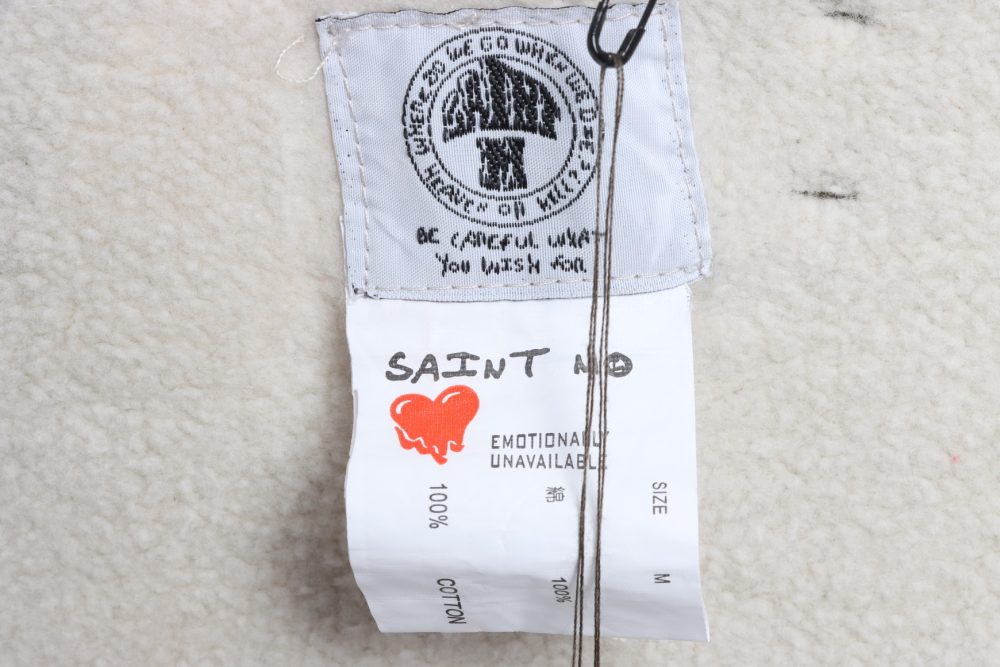 WHERE DO WE GO WHEN WE DIE?
HEAVEN OR HELL?
SAINT
M
BE CAREFUL WHAT
YOU WISH FOR
SAINT M
EMOTIONALLY
UNAVAILABLE
SIZE M
綿 100%
100% COTTON